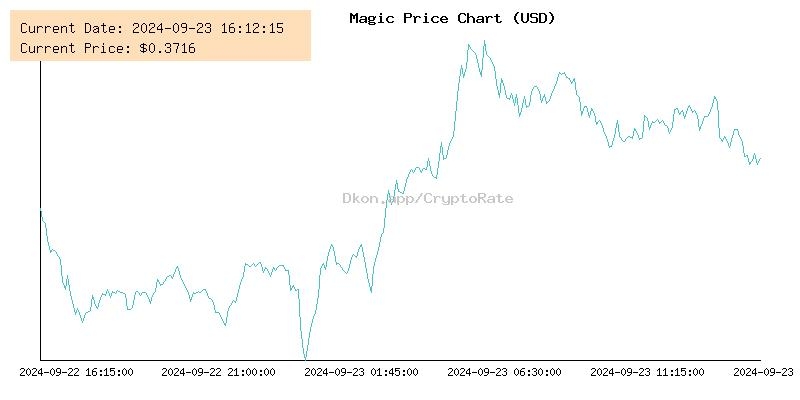 Magic Price Chart (USD)
Current Date: 2024-09-23 16:12:15
Current Price: $0.3716
Dkon.app/CryptoRate
2024-09-22 16:15:00 2024-09-22 21:00:00 2024-09-23 01:45:00 2024-09-23 06:30:00 2024-09-23 11:15:00 2024-09-23